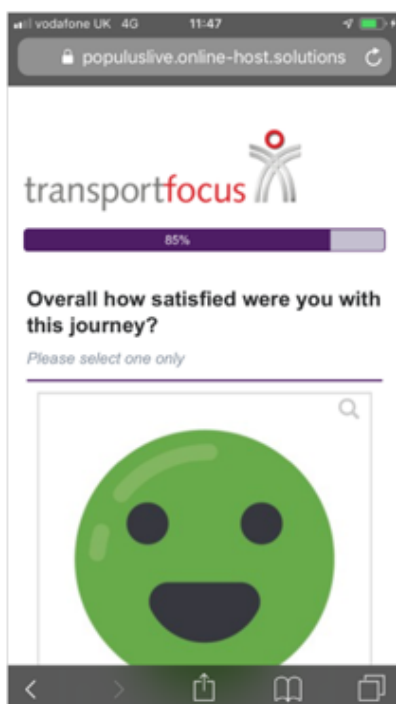 vodafone UK 4G 11:47
populuslive.online-host.solutions
transportfocus
85%
Overall how satisfied were you with
this journey?
Please select one only